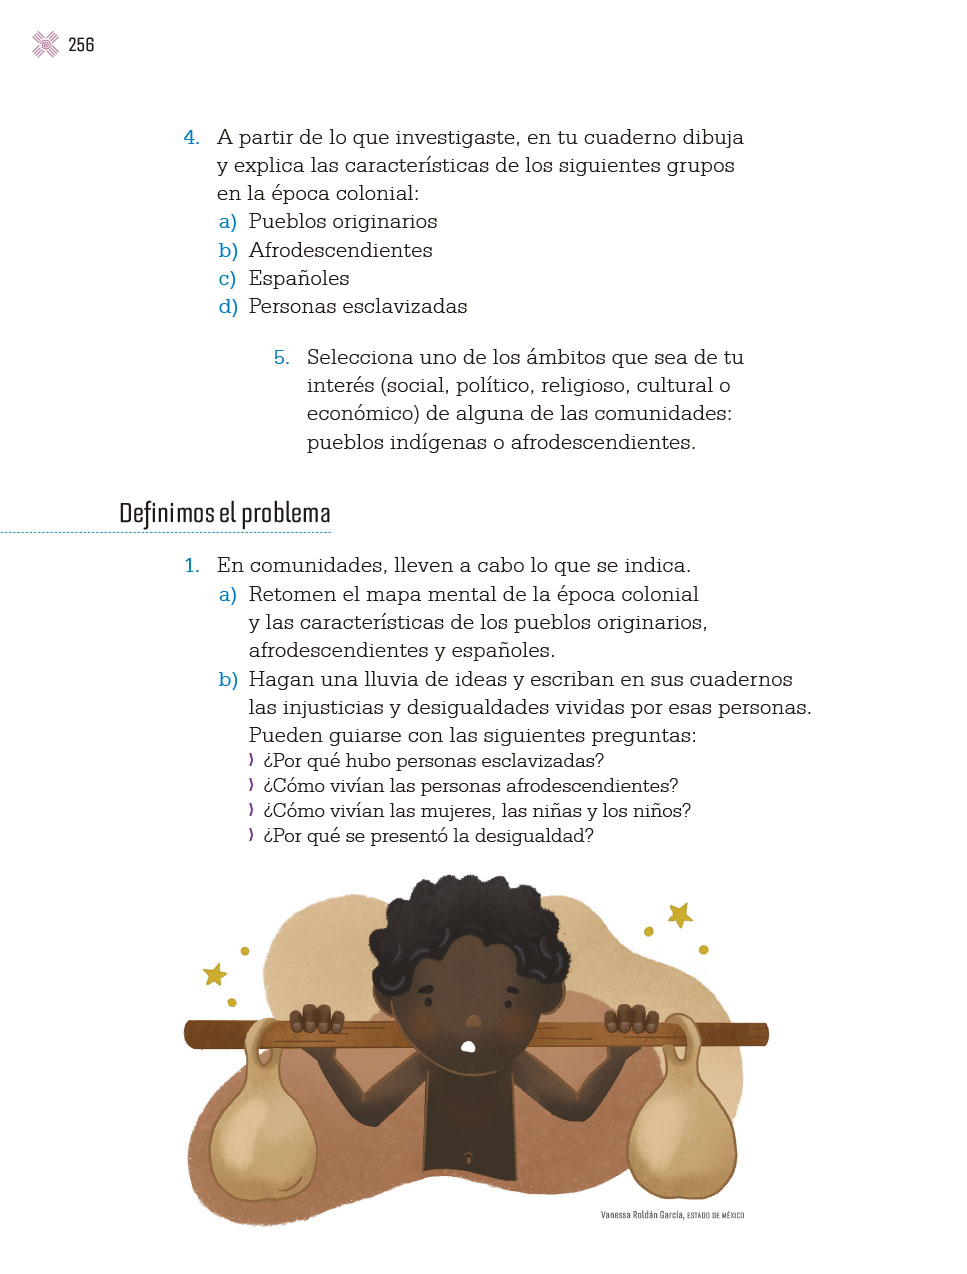 256
4. A partir de lo que investigaste, en tu cuaderno dibuja
y explica las características de los siguientes grupos
en la época colonial:
a) Pueblos originarios
b) Afrodescendientes
c) Españoles
d) Personas esclavizadas
5. Selecciona uno de los ámbitos que sea de tu
interés (social, político, religioso, cultural o
económico) de alguna de las comunidades:
pueblos indígenas o afrodescendientes.
Definimos el problema
1. En comunidades, lleven a cabo lo que se indica.
a) Retomen el mapa mental de la época colonial
y las características de los pueblos originarios,
afrodescendientes y españoles.
b) Hagan una lluvia de ideas y escriban en sus cuadernos
las injusticias y desigualdades vividas por esas personas.
Pueden guiarse con las siguientes preguntas:
⟩ ¿Por qué hubo personas esclavizadas?
⟩ ¿Cómo vivían las personas afrodescendientes?
⟩ ¿Cómo vivían las mujeres, las niñas y los niños?
⟩ ¿Por qué se presentó la desigualdad?
Vanessa Roldán García, ESTADO DE MÉXICO